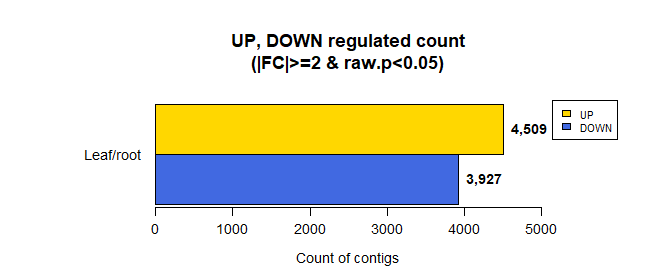 UP, DOWN regulated count
(|FC|>=2 & raw.p<0.05)
4,509
UP
DOWN
Leaf/root
3,927
0 1000 2000 3000 4000 5000
Count of contigs